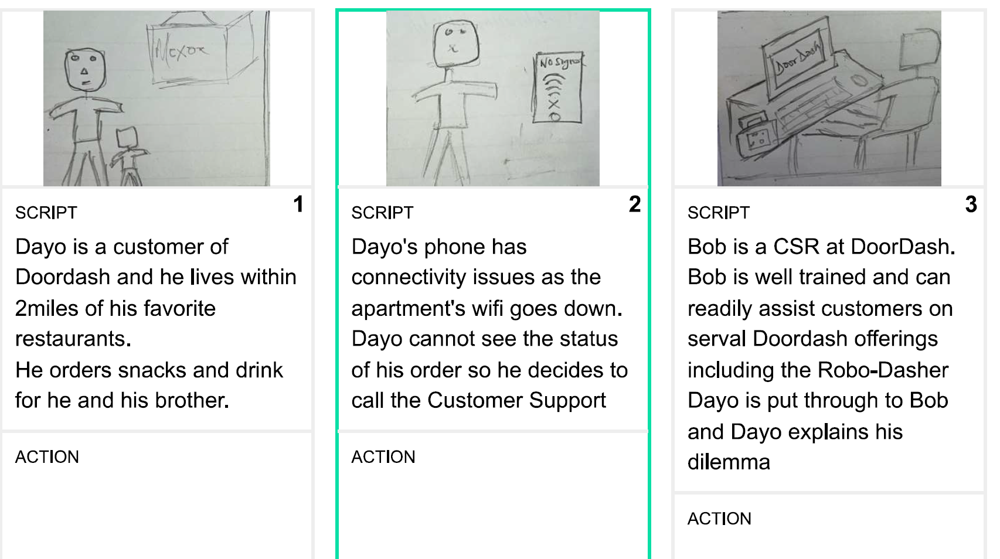 No Signal
X
DoorDash
1
SCRIPT
Dayo is a customer of
Doordash and he lives within
2miles of his favorite
restaurants.
He orders snacks and drink
for he and his brother.
ACTION
2
SCRIPT
Dayo's phone has
connectivity issues as the
apartment's wifi goes down.
Dayo cannot see the status
of his order so he decides to
call the Customer Support
ACTION
3
SCRIPT
Bob is a CSR at DoorDash.
Bob is well trained and can
readily assist customers on
serval Doordash offerings
including the Robo-Dasher
Dayo is put through to Bob
and Dayo explains his
dilemma
ACTION